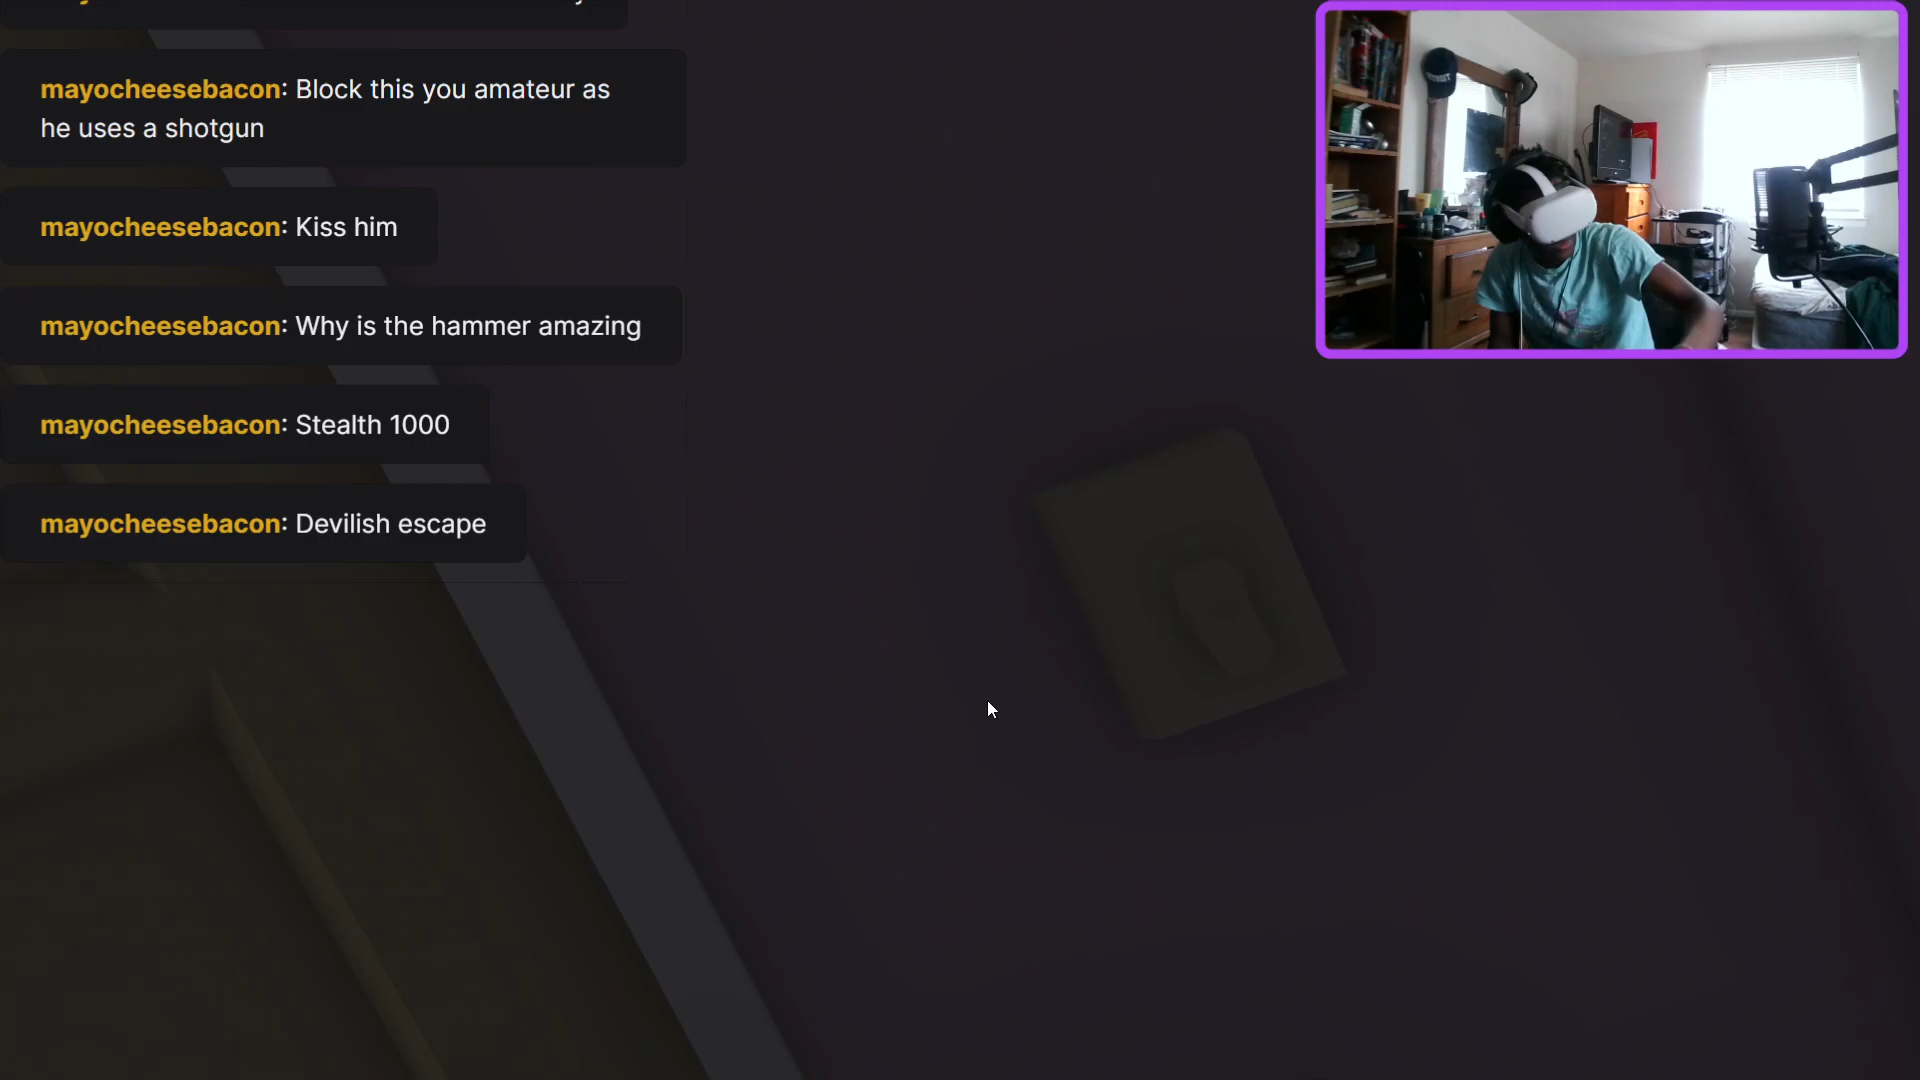 mayocheesebacon: Block this you amateur as
he uses a shotgun
mayocheesebacon: Kiss him
mayocheesebacon: Why is the hammer amazing
mayocheesebacon: Stealth 1000
mayocheesebacon: Devilish escape